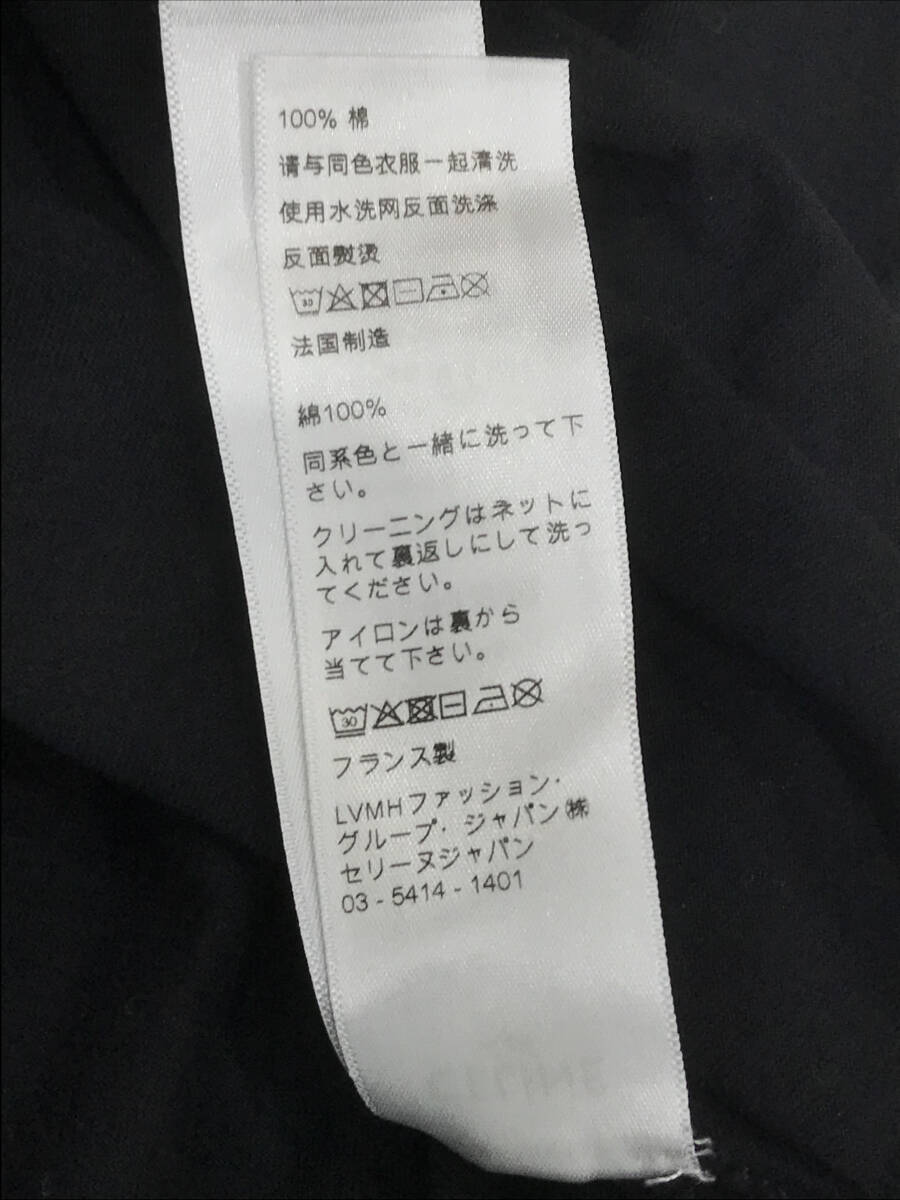 100% 棉
请与同色衣服一起清洗
使用水洗网反面洗涤
反面熨烫
30
法国制造
綿100%
同系色と一緒に洗って下
さい。
クリーニングはネットに
入れて裏返しにして洗っ
てください。
アイロンは裏から
当てて下さい。
30
フランス製
LVMHファッション・
グループ・ジャパン㈱
セリーヌジャパン
03 - 5414 - 1401